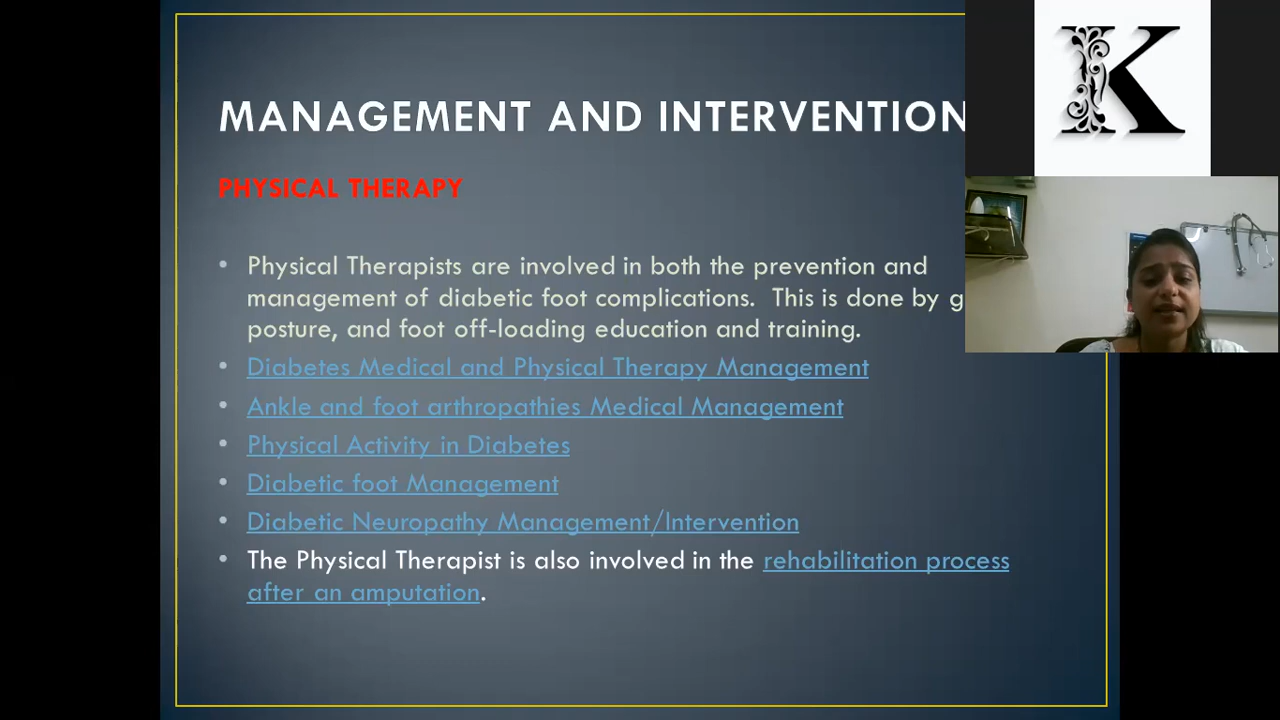 MANAGEMENT AND INTERVENTION
PHYSICAL THERAPY
• Physical Therapists are involved in both the prevention and
management of diabetic foot complications. This is done by
posture, and foot off-loading education and training.
• Diabetes Medical and Physical Therapy Management
• Ankle and foot arthropathies Medical Management
• Physical Activity in Diabetes
• Diabetic foot Management
• Diabetic Neuropathy Management/Intervention
• The Physical Therapist is also involved in the rehabilitation process
after an amputation.
K